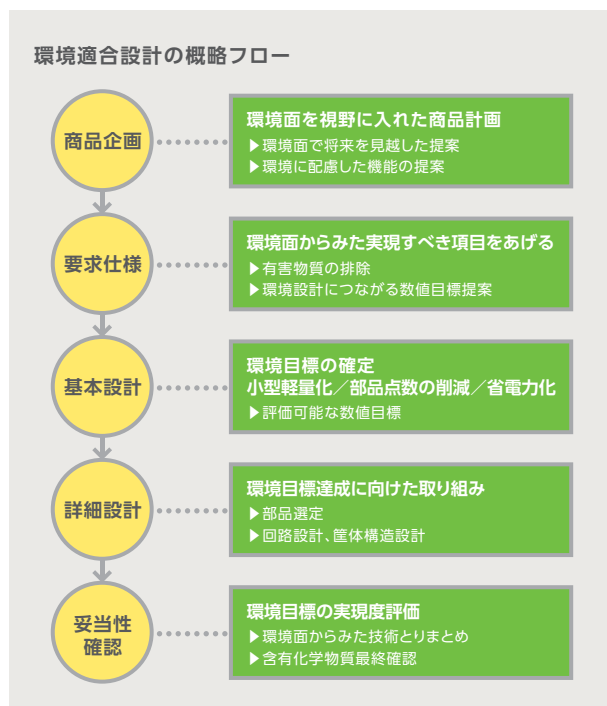 環境適合設計の概略フロー
商品企画
環境面を視野に入れた商品計画
▶環境面で将来を見越した提案
▶環境に配慮した機能の提案
要求仕様
環境面からみた実現すべき項目をあげる
▶有害物質の排除
▶環境設計につながる数値目標提案
基本設計
環境目標の確定
小型軽量化／部品点数の削減／省電力化
▶評価可能な数値目標
詳細設計
環境目標達成に向けた取り組み
▶部品選定
▶回路設計、筐体構造設計
妥当性
確認
環境目標の実現度評価
▶環境面からみた技術とりまとめ
▶含有化学物質最終確認